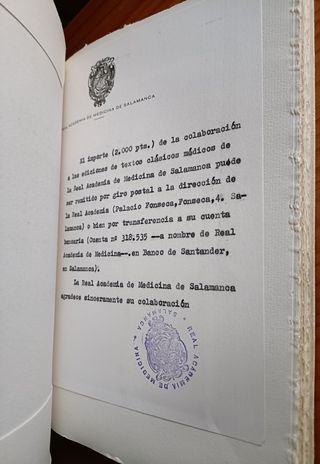 REAL ACADEMIA DE MEDICINA DE SALAMANCA
El importe (2.000 pts.) de la colaboración
a las ediciones de textos clásicos médicos de
la Real Academia de Medicina de Salamanca puede
ser remitido por giro postal a la dirección de
la Real Academia (Palacio Fonseca,Fonseca,4. Sa-
lamanca) o bien por transferencia a su cuenta
bancaria (Cuenta nº 318,535 --a nombre de Real
Academia de Medicina--.en Banco de Santander,
en Salamanca).
La Real Academia de Medicina de Salamanca
agradece sinceramente su colaboración
REAL ACADEMIA DE MEDICINA - SALAMANCA